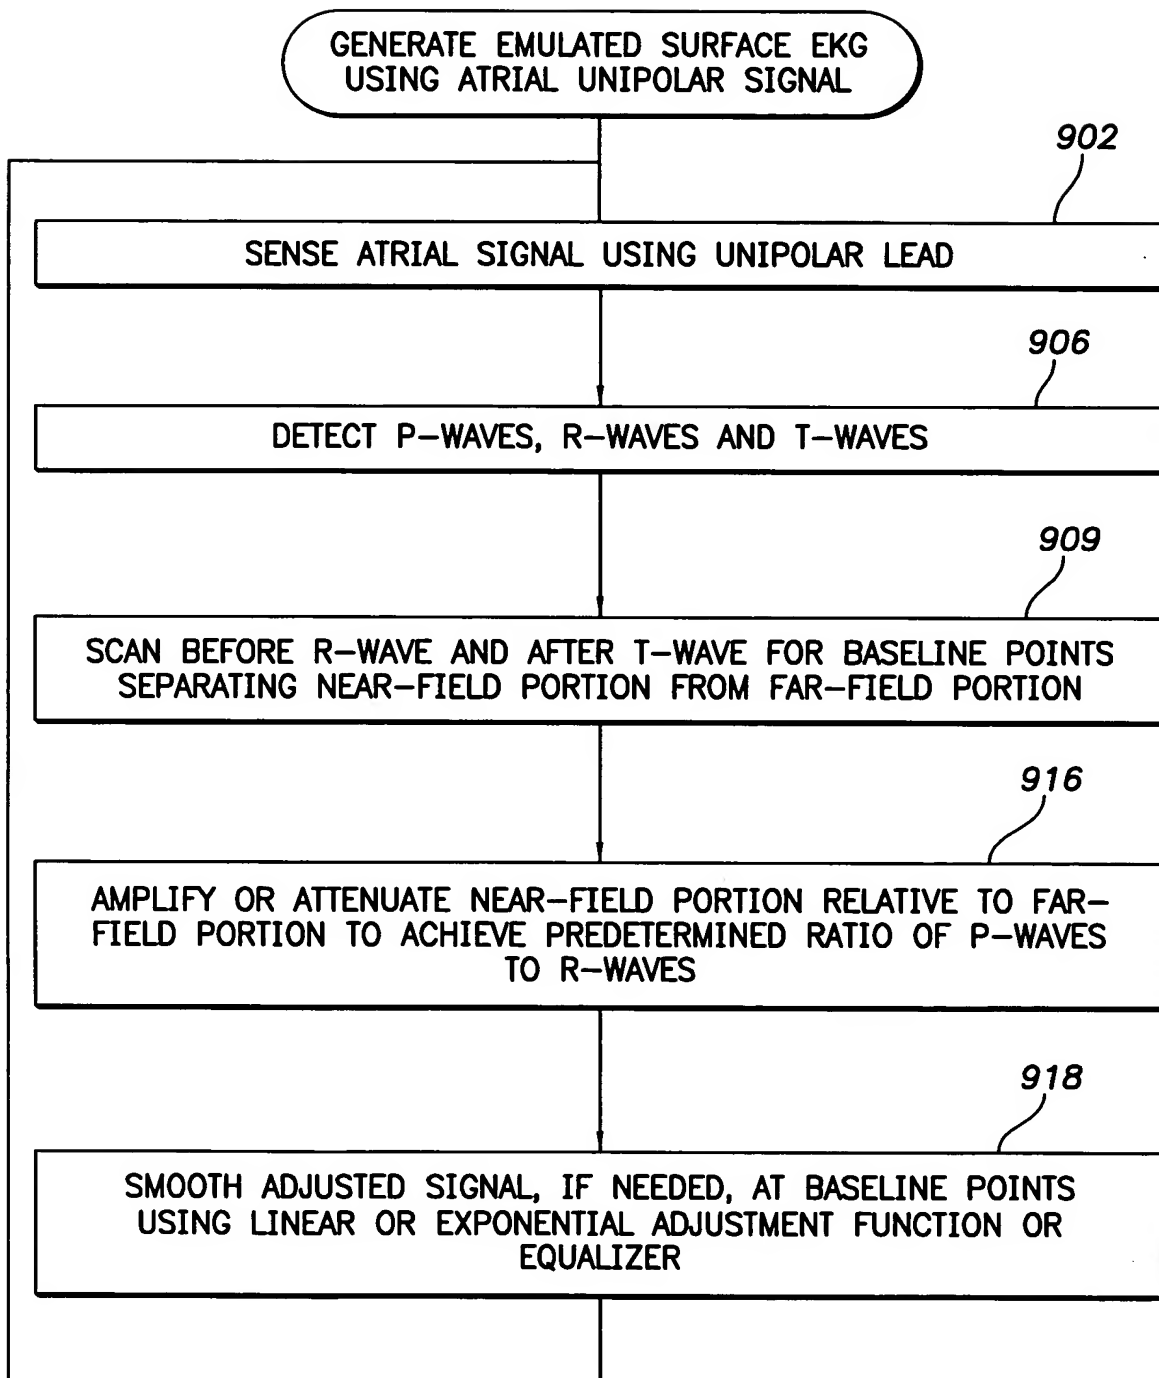 GENERATE EMULATED SURFACE EKG
USING ATRIAL UNIPOLAR SIGNAL
902
SENSE ATRIAL SIGNAL USING UNIPOLAR LEAD
906
DETECT P-WAVES, R-WAVES AND T-WAVES
909
SCAN BEFORE R-WAVE AND AFTER T-WAVE FOR BASELINE POINTS
SEPARATING NEAR-FIELD PORTION FROM FAR-FIELD PORTION
916
AMPLIFY OR ATTENUATE NEAR-FIELD PORTION RELATIVE TO FAR-
FIELD PORTION TO ACHIEVE PREDETERMINED RATIO OF P-WAVES
TO R-WAVES
918
SMOOTH ADJUSTED SIGNAL, IF NEEDED, AT BASELINE POINTS
USING LINEAR OR EXPONENTIAL ADJUSTMENT FUNCTION OR
EQUALIZER